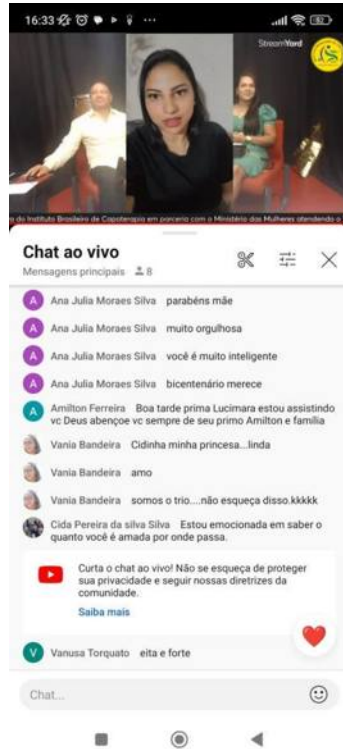 16:33
82
StreamYard
do Instituto Brasileiro de Capoterapia em parceria com o Ministério das Mulheres atendendo o
Chat ao vivo
Mensagens principais 8
A Ana Julia Moraes Silva parabéns mãe
A Ana Julia Moraes Silva muito orgulhosa
A Ana Julia Moraes Silva você é muito inteligente
A Ana Julia Moraes Silva bicentenário merece
A Amilton Ferreira Boa tarde prima Lucimara estou assistindo
vc Deus abençoe vc sempre de seu primo Amilton e família
Vania Bandeira Cidinha minha princesa...linda
Vania Bandeira amo
Vania Bandeira somos o trio....não esqueça disso.kkkkk
Cida Pereira da silva Silva Estou emocionada em saber o
quanto você é amada por onde passa.
Curta o chat ao vivo! Não se esqueça de proteger
sua privacidade e seguir nossas diretrizes da
comunidade.
Saiba mais
V Vanusa Torquato eita e forte
Chat...